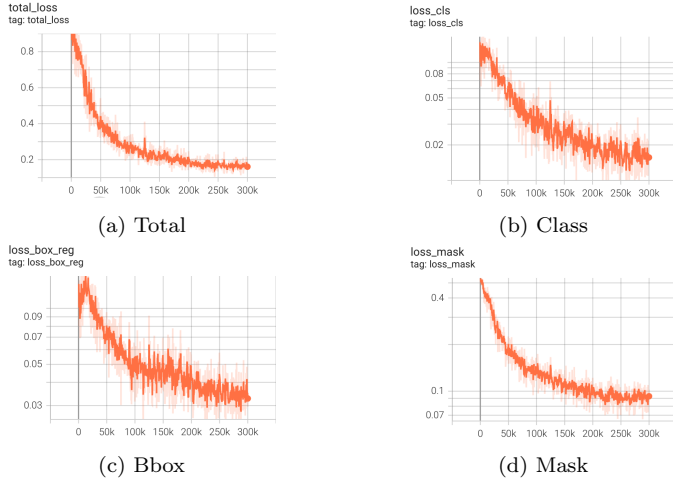 total_loss
tag: total_loss
0.8
0.6
0.4
0.2
0 50k 100k 150k 200k 250k 300k
(a) Total
loss_cls
tag: loss_cls
0.08
0.05
0.02
0 50k 100k 150k 200k 250k 300k
(b) Class
loss_box_reg
tag: loss_box_reg
0.09
0.07
0.05
0.03
0 50k 100k 150k 200k 250k 300k
(c) Bbox
loss_mask
tag: loss_mask
0.4
0.1
0.07
0 50k 100k 150k 200k 250k 300k
(d) Mask